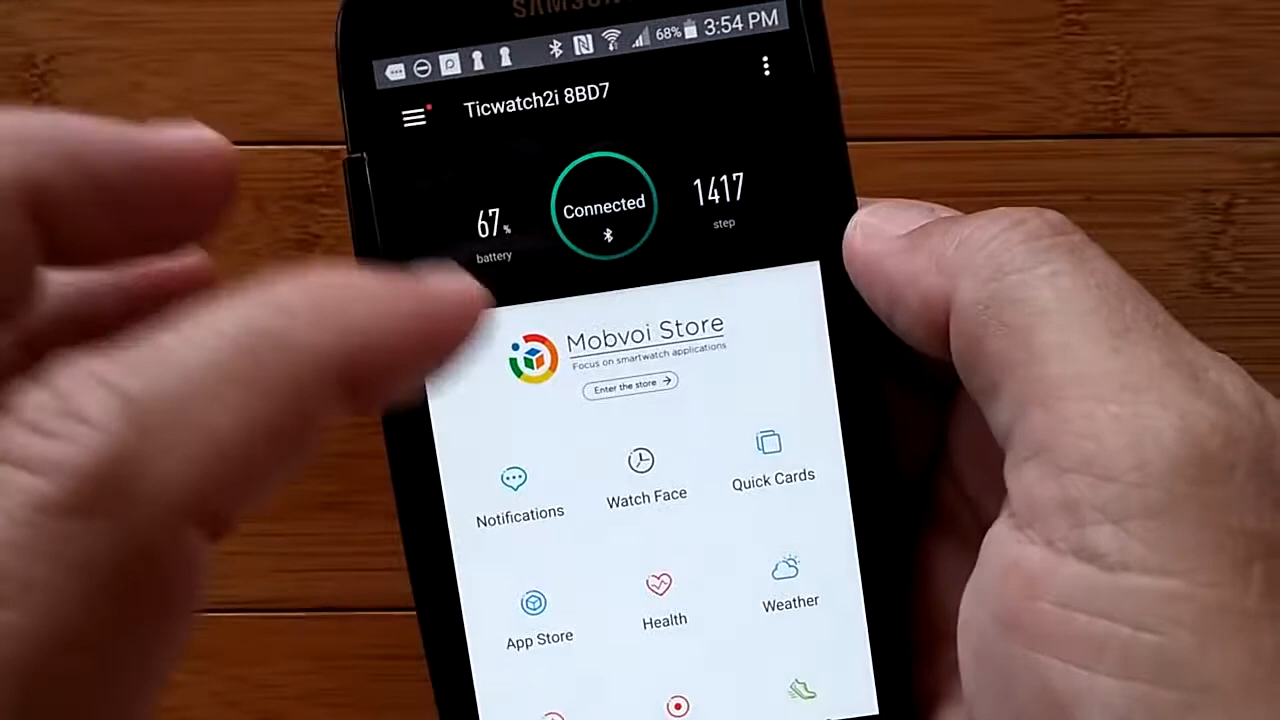 SAMSUNG
68% 3:54 PM
Ticwatch2i 8BD7
67%
battery
Connected
1417
step
Mobvoi Store
Focus on smartwatch applications
Enter the store →
Notifications
Watch Face
Quick Cards
App Store
Health
Weather